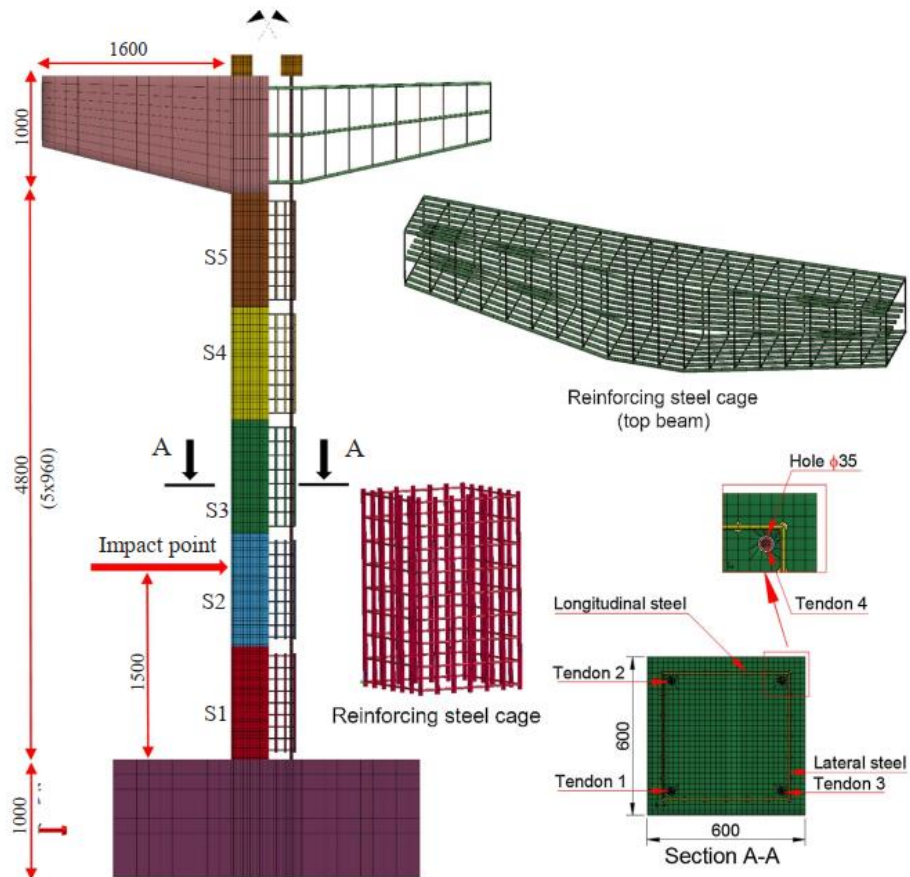 1600
1000
S5
Reinforcing steel cage
(top beam)
S4
A
A
4800
(5x960)
S3
Hole ϕ35
Impact point
Tendon 4
Longitudinal steel
S2
1500
Tendon 2
600
S1
Reinforcing steel cage
Lateral steel
Tendon 1
Tendon 3
1000
600
Section A-A